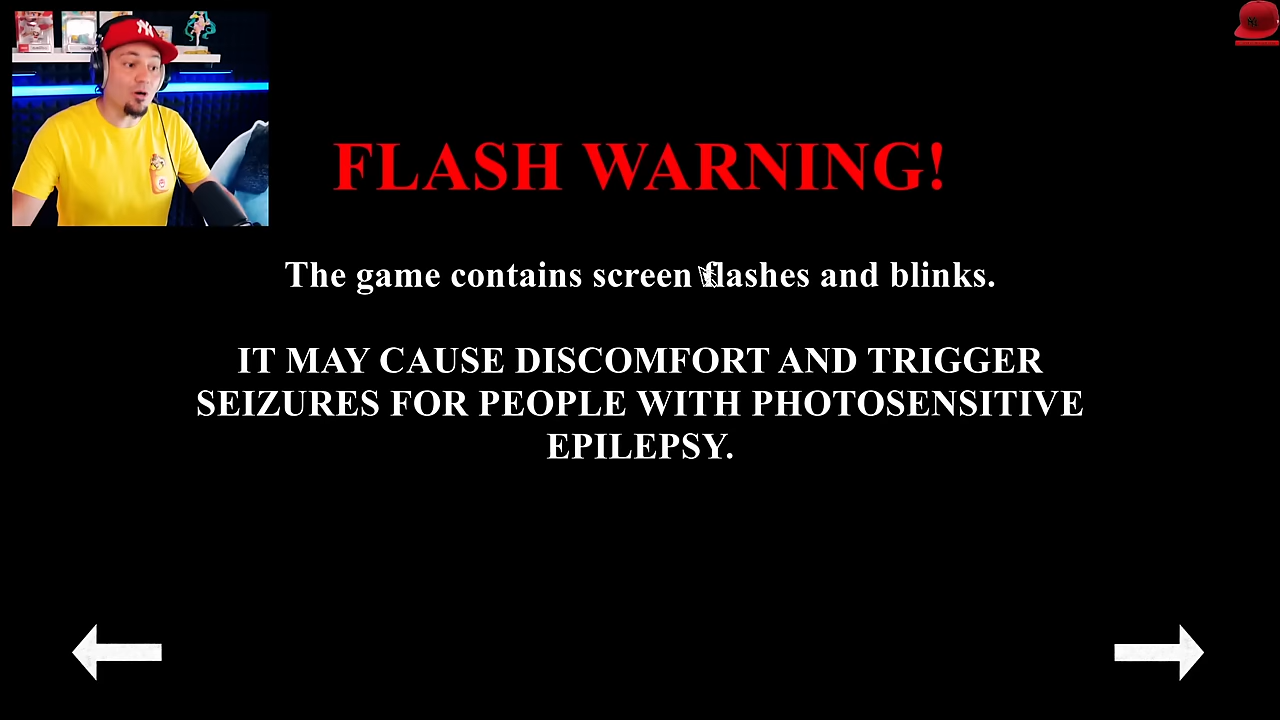 FLASH WARNING!
The game contains screen flashes and blinks.
IT MAY CAUSE DISCOMFORT AND TRIGGER
SEIZURES FOR PEOPLE WITH PHOTOSENSITIVE
EPILEPSY.